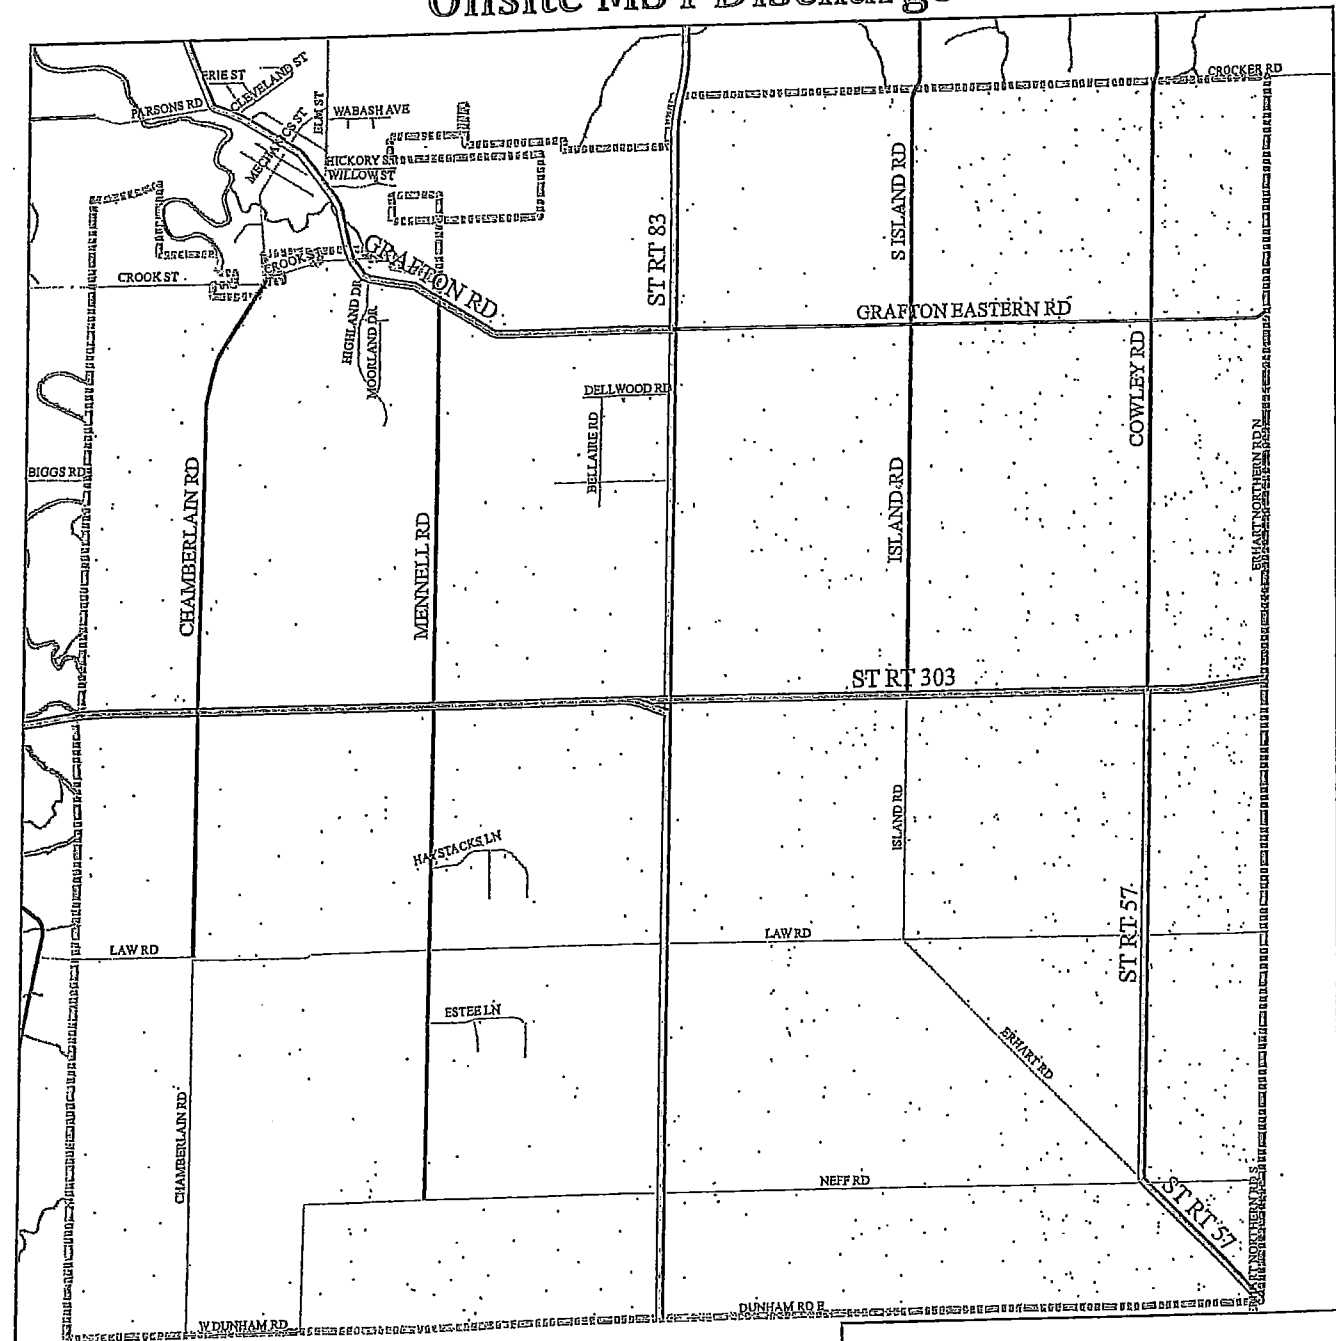 ERIE ST
CLEVELAND ST
CROCKER RD
PARSONS RD
ELM ST
WABASH AVE
MECHANICS ST
HICKORY ST
WILLOW ST
S ISLAND RD
ST RT 83
CROOK ST
CROOK ST
GRAFTON RD
GRAFTON EASTERN RD
HIGHLAND DR
MOORLAND DR
COWLEY RD
DELLWOOD RD
BELLAIRE RD
BIGGS RD
CHAMBERLAIN RD
MENNELL RD
ISLAND RD
ERHART NORTHERN RD N
ST RT 303
ISLAND RD
HAYSTACKS LN
ST RT 57
LAW RD
LAW RD
ESTEE LN
ERHART RD
CHAMBERLAIN RD
NEFF RD
ST RT 57
W DUNHAM RD
DUNHAM RD E